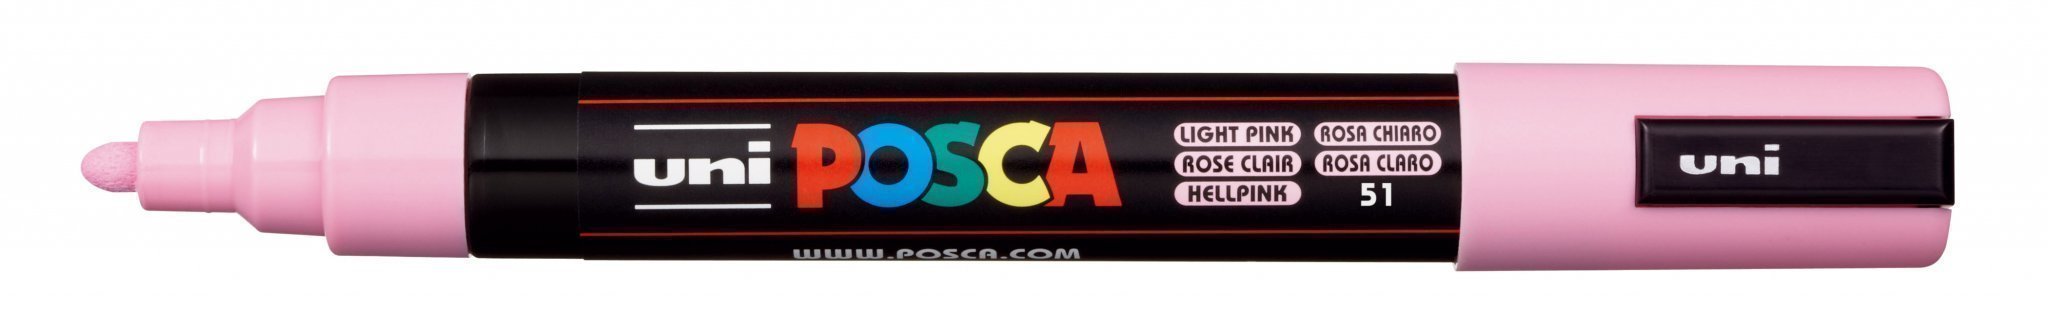 uni POSCA
LIGHT PINK
ROSE CLAIR
HELLPINK
ROSA CHIARO
ROSA CLARO
51
www.posca.com
uni